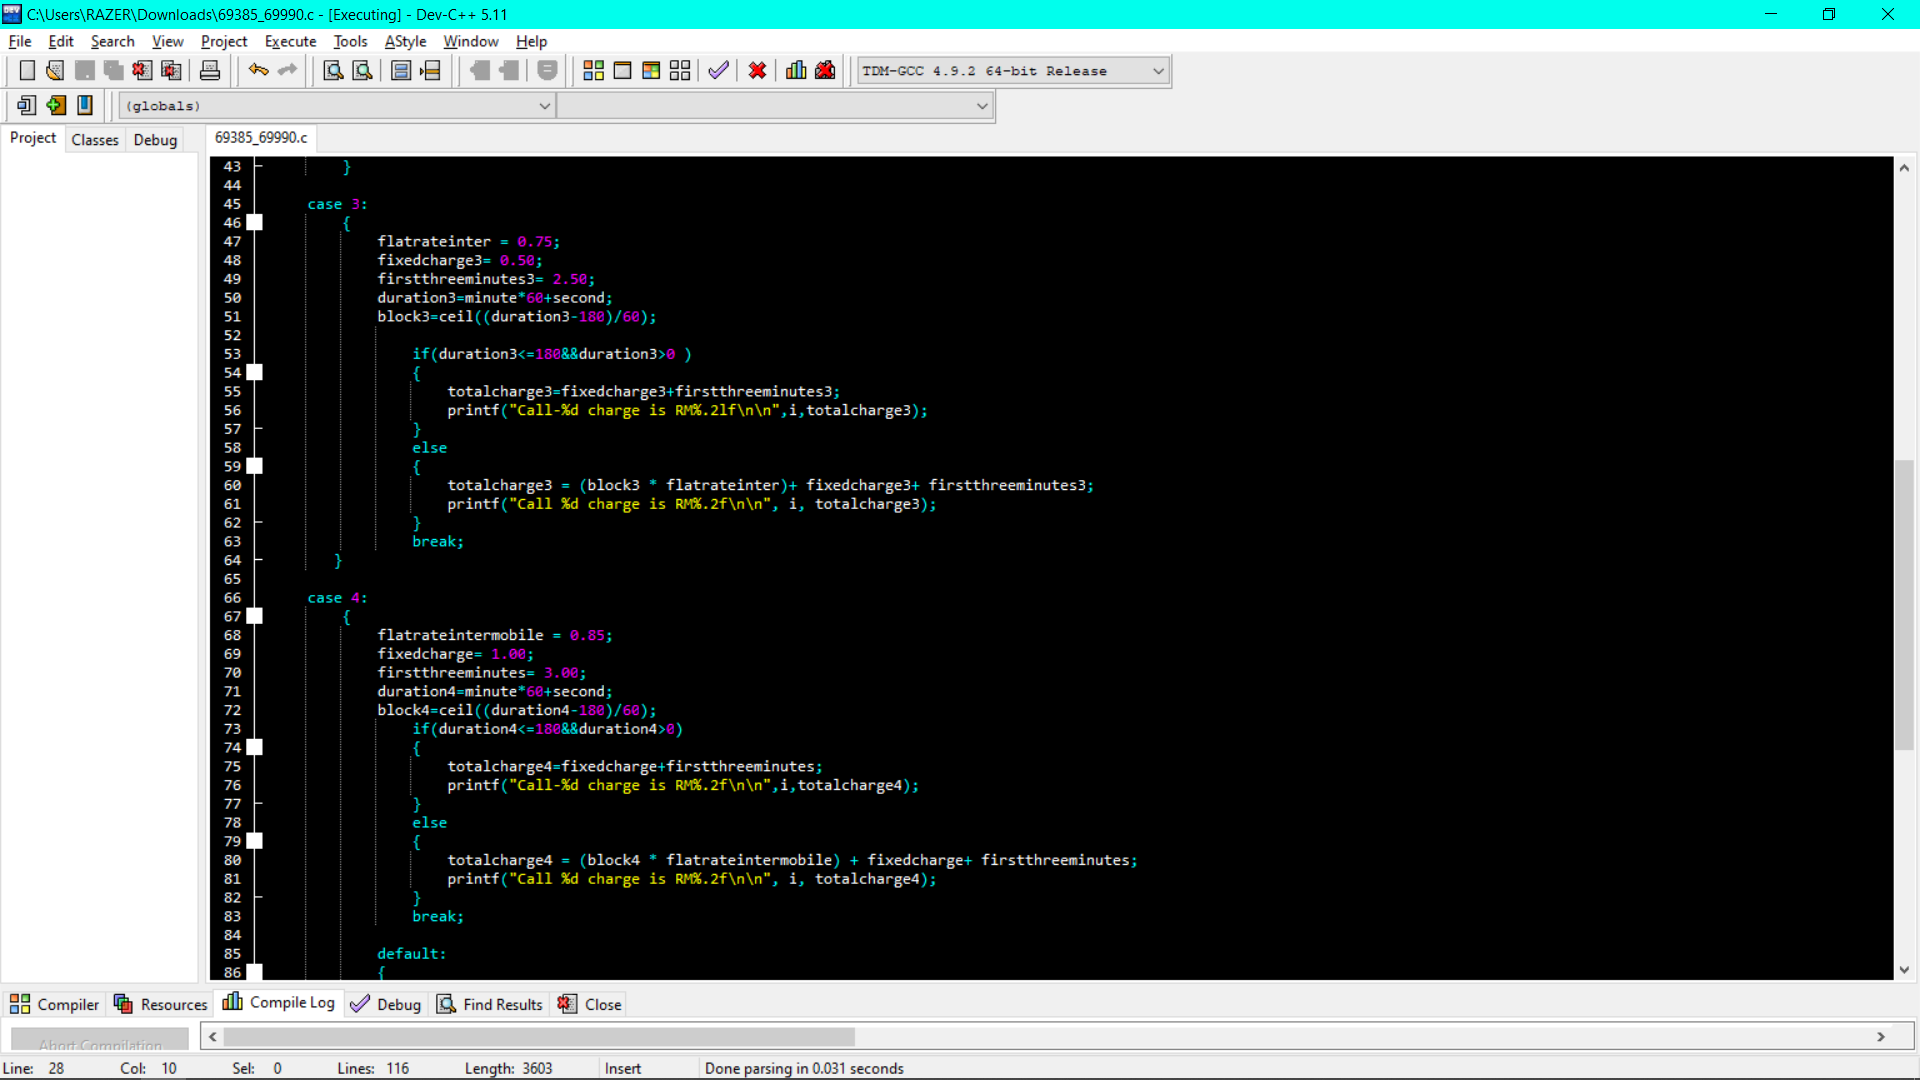 C:\Users\RAZER\Downloads\69385_69990.c - [Executing] - Dev-C++ 5.11
File Edit Search View Project Execute Tools AStyle Window Help
TDM-GCC 4.9.2 64-bit Release
(globals)
Project Classes Debug
69385_69990.c
43 }
44
45 case 3:
46 {
47 flatrateinter = 0.75;
48 fixedcharge3= 0.50;
49 firstthreeminutes3= 2.50;
50 duration3=minute*60+second;
51 block3=ceil((duration3-180)/60);
52
53 if(duration3<=180&&duration3>0 )
54 {
55 totalcharge3=fixedcharge3+firstthreeminutes3;
56 printf("Call-%d charge is RM%.2lf\n\n",i,totalcharge3);
57 }
58 else
59 {
60 totalcharge3 = (block3 * flatrateinter)+ fixedcharge3+ firstthreeminutes3;
61 printf("Call %d charge is RM%.2f\n\n", i, totalcharge3);
62 }
63 break;
64 }
65
66 case 4:
67 {
68 flatrateintermobile = 0.85;
69 fixedcharge= 1.00;
70 firstthreeminutes= 3.00;
71 duration4=minute*60+second;
72 block4=ceil((duration4-180)/60);
73 if(duration4<=180&&duration4>0)
74 {
75 totalcharge4=fixedcharge+firstthreeminutes;
76 printf("Call-%d charge is RM%.2f\n\n",i,totalcharge4);
77 }
78 else
79 {
80 totalcharge4 = (block4 * flatrateintermobile) + fixedcharge+ firstthreeminutes;
81 printf("Call %d charge is RM%.2f\n\n", i, totalcharge4);
82 }
83 break;
84
85 default:
86 {
Compiler Resources Compile Log Debug Find Results Close
Abort Compilation
Line: 28 Col: 10 Sel: 0 Lines: 116 Length: 3603 Insert Done parsing in 0.031 seconds